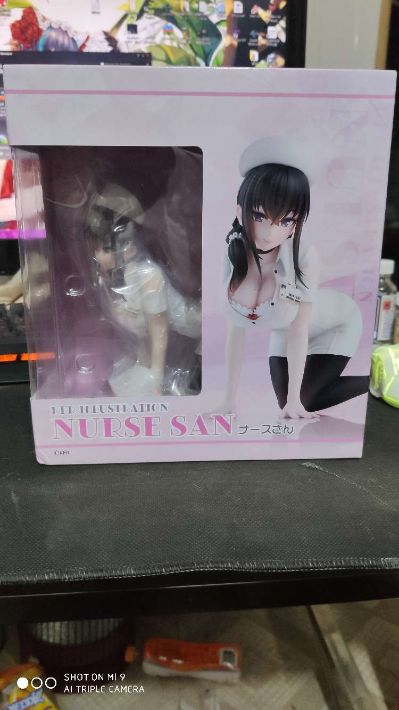 ILLUSTRATION
NURSE SAN ナースさん
SHOT ON MI 9
AI TRIPLE CAMERA